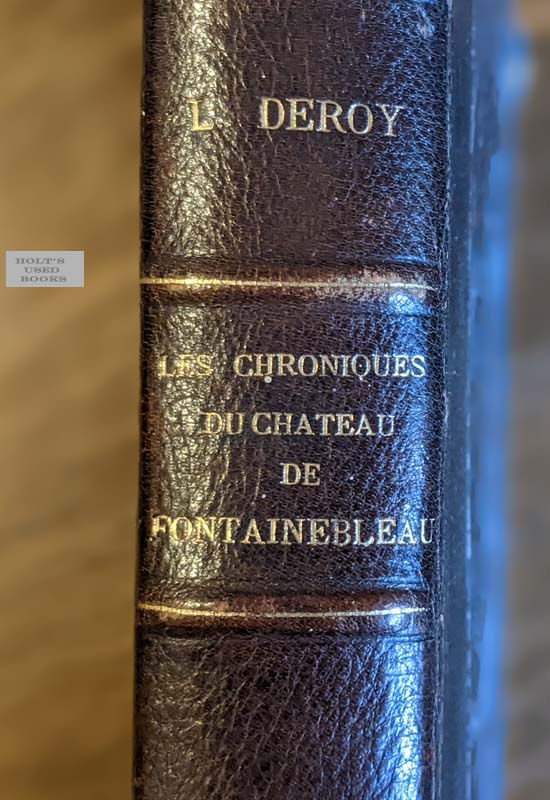 L DEROY
HOLT'S
USED
BOOKS
LES CHRONIQUES
DU CHATEAU
DE
FONTAINEBLEAU